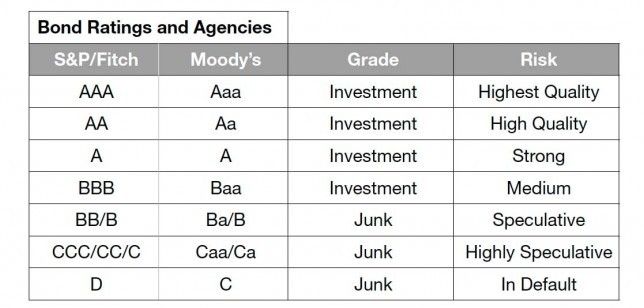 Bond Ratings and Agencies
S&P/Fitch Moody's Grade Risk
AAA Aaa Investment Highest Quality
AA Aa Investment High Quality
A A Investment Strong
BBB Baa Investment Medium
BB/B Ba/B Junk Speculative
CCC/CC/C Caa/Ca Junk Highly Speculative
D C Junk In Default